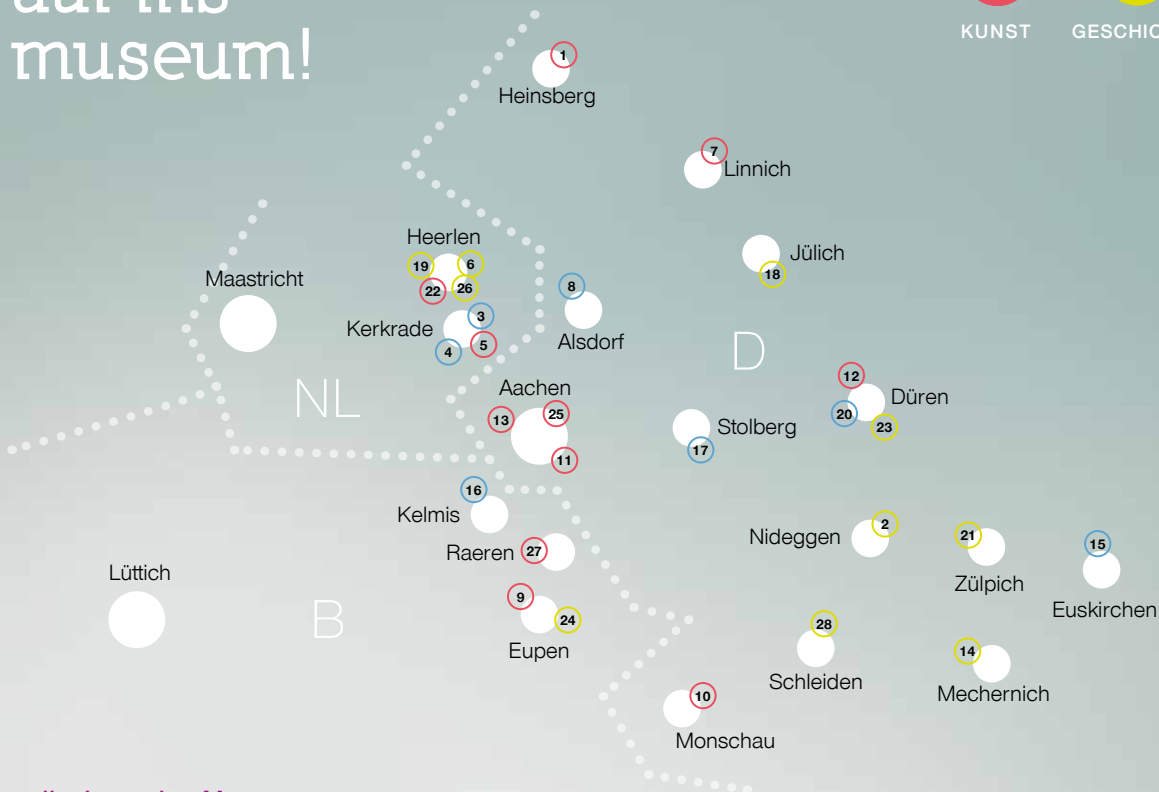 museum!
KUNST
1
Heinsberg
7
Linnich
Heerlen
19
6
22
26
Jülich
18
Maastricht
8
Alsdorf
Kerkrade
3
4
5
D
NL
Aachen
13
25
11
12
Düren
20
23
Stolberg
17
16
Kelmis
Raeren
27
Nideggen
2
21
Zülpich
15
Euskirchen
Lüttich
B
9
24
Eupen
28
Schleiden
14
Mechernich
10
Monschau